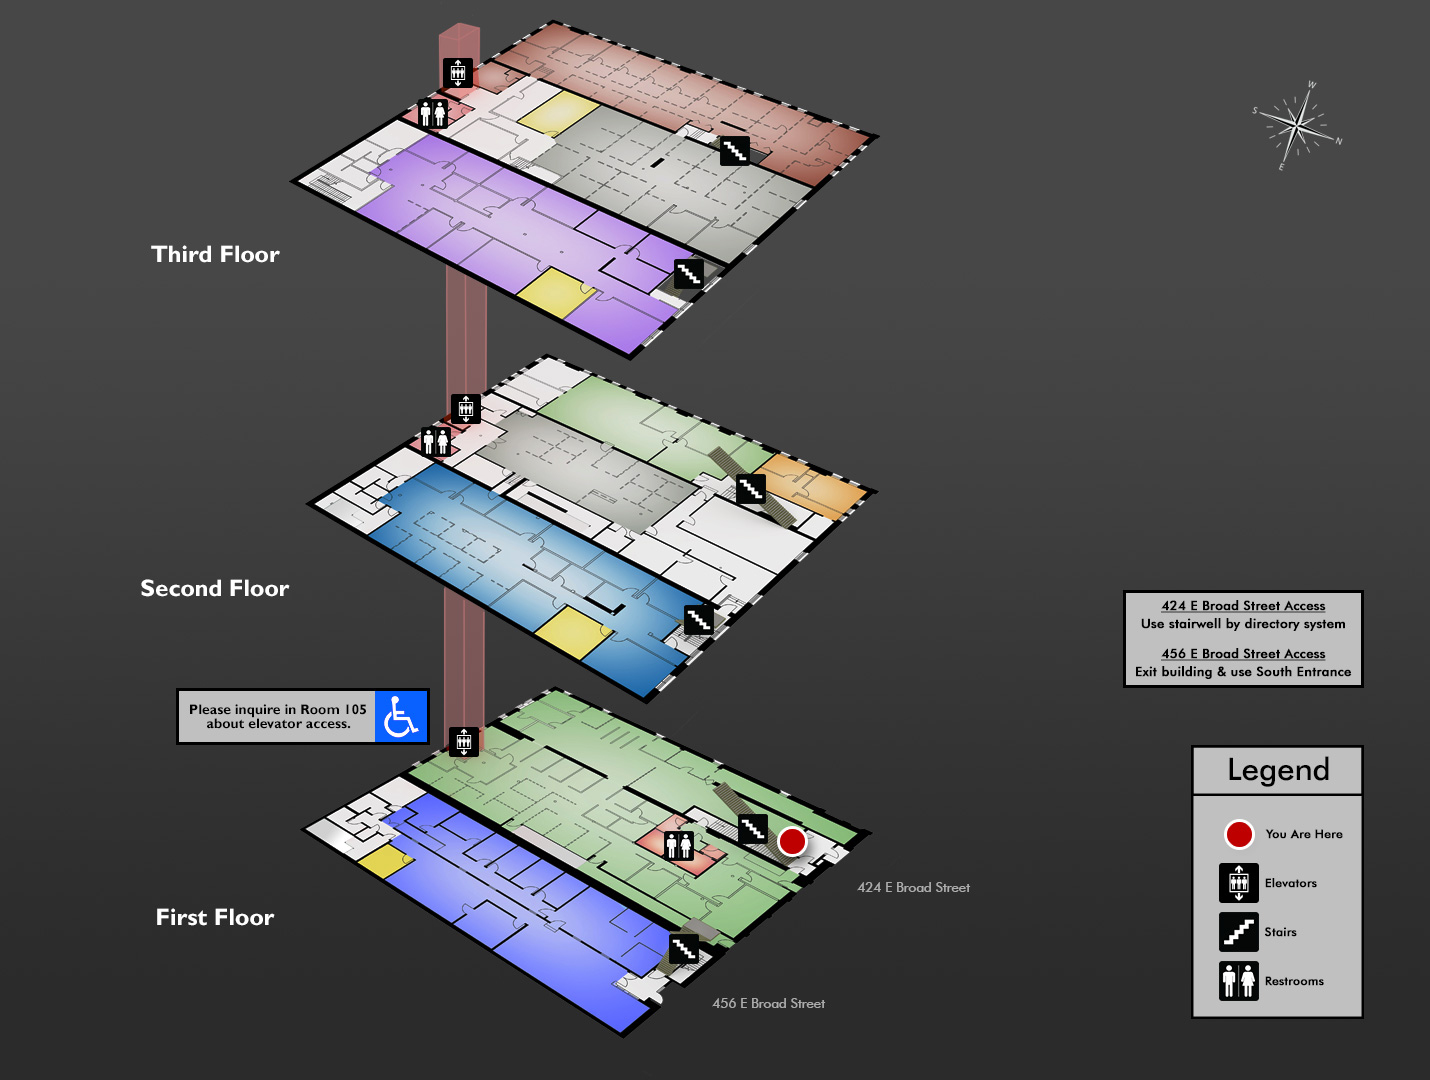 W
S
N
E
Third Floor
Second Floor
424 E Broad Street Access
Use stairwell by directory system
456 E Broad Street Access
Exit building & use South Entrance
Please inquire in Room 105
about elevator access.
Legend
You Are Here
Elevators
Stairs
Restrooms
424 E Broad Street
First Floor
456 E Broad Street